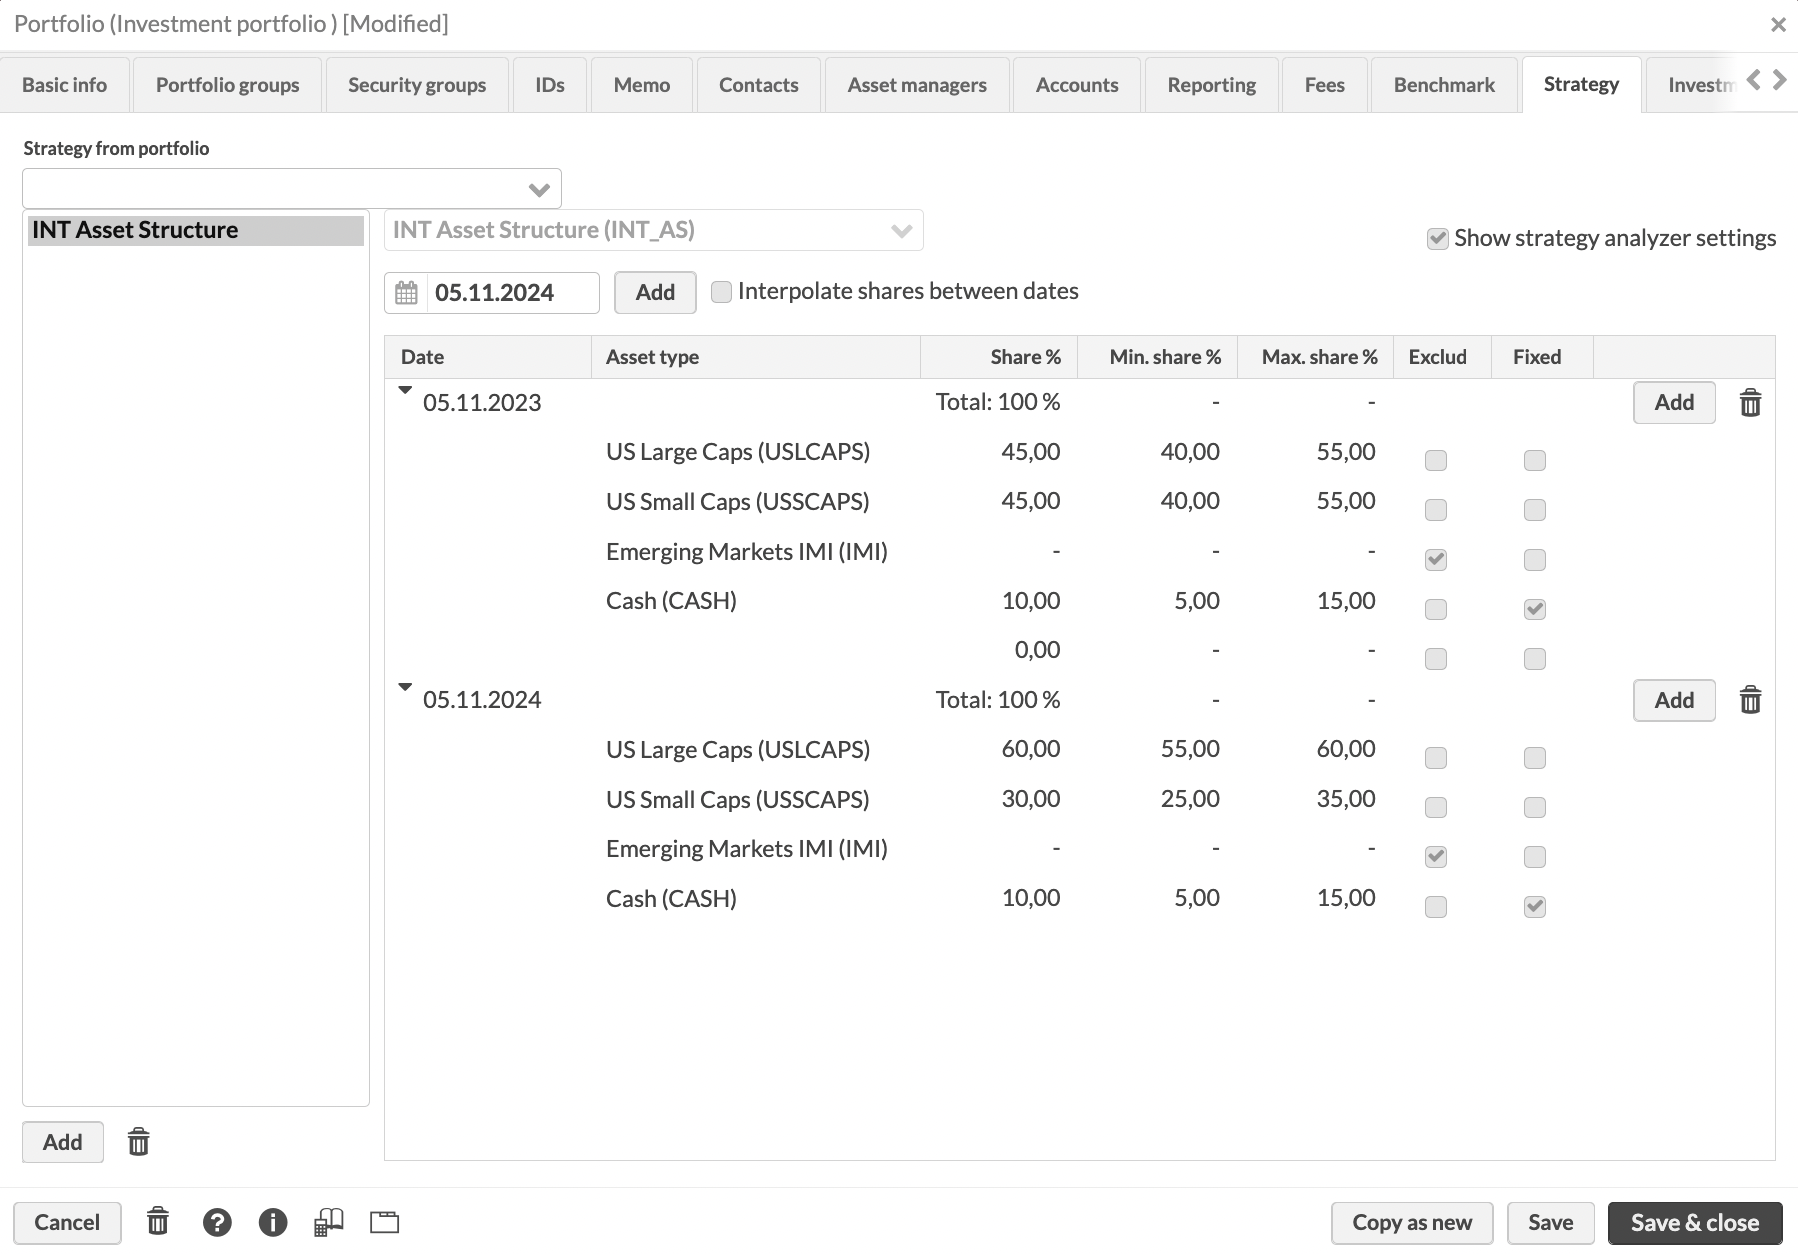 Portfolio (Investment portfolio ) [Modified]
Basic info Portfolio groups Security groups IDs Memo Contacts Asset managers Accounts Reporting Fees Benchmark Strategy Investm
Strategy from portfolio
INT Asset Structure
INT Asset Structure (INT_AS)
Show strategy analyzer settings
05.11.2024 Add Interpolate shares between dates
Date Asset type Share % Min. share % Max. share % Exclud Fixed
05.11.2023 Total: 100 % - - Add
US Large Caps (USLCAPS) 45,00 40,00 55,00
US Small Caps (USSCAPS) 45,00 40,00 55,00
Emerging Markets IMI (IMI) - - -
Cash (CASH) 10,00 5,00 15,00
0,00 - -
05.11.2024 Total: 100 % - - Add
US Large Caps (USLCAPS) 60,00 55,00 60,00
US Small Caps (USSCAPS) 30,00 25,00 35,00
Emerging Markets IMI (IMI) - - -
Cash (CASH) 10,00 5,00 15,00
Add
Cancel Copy as new Save Save & close